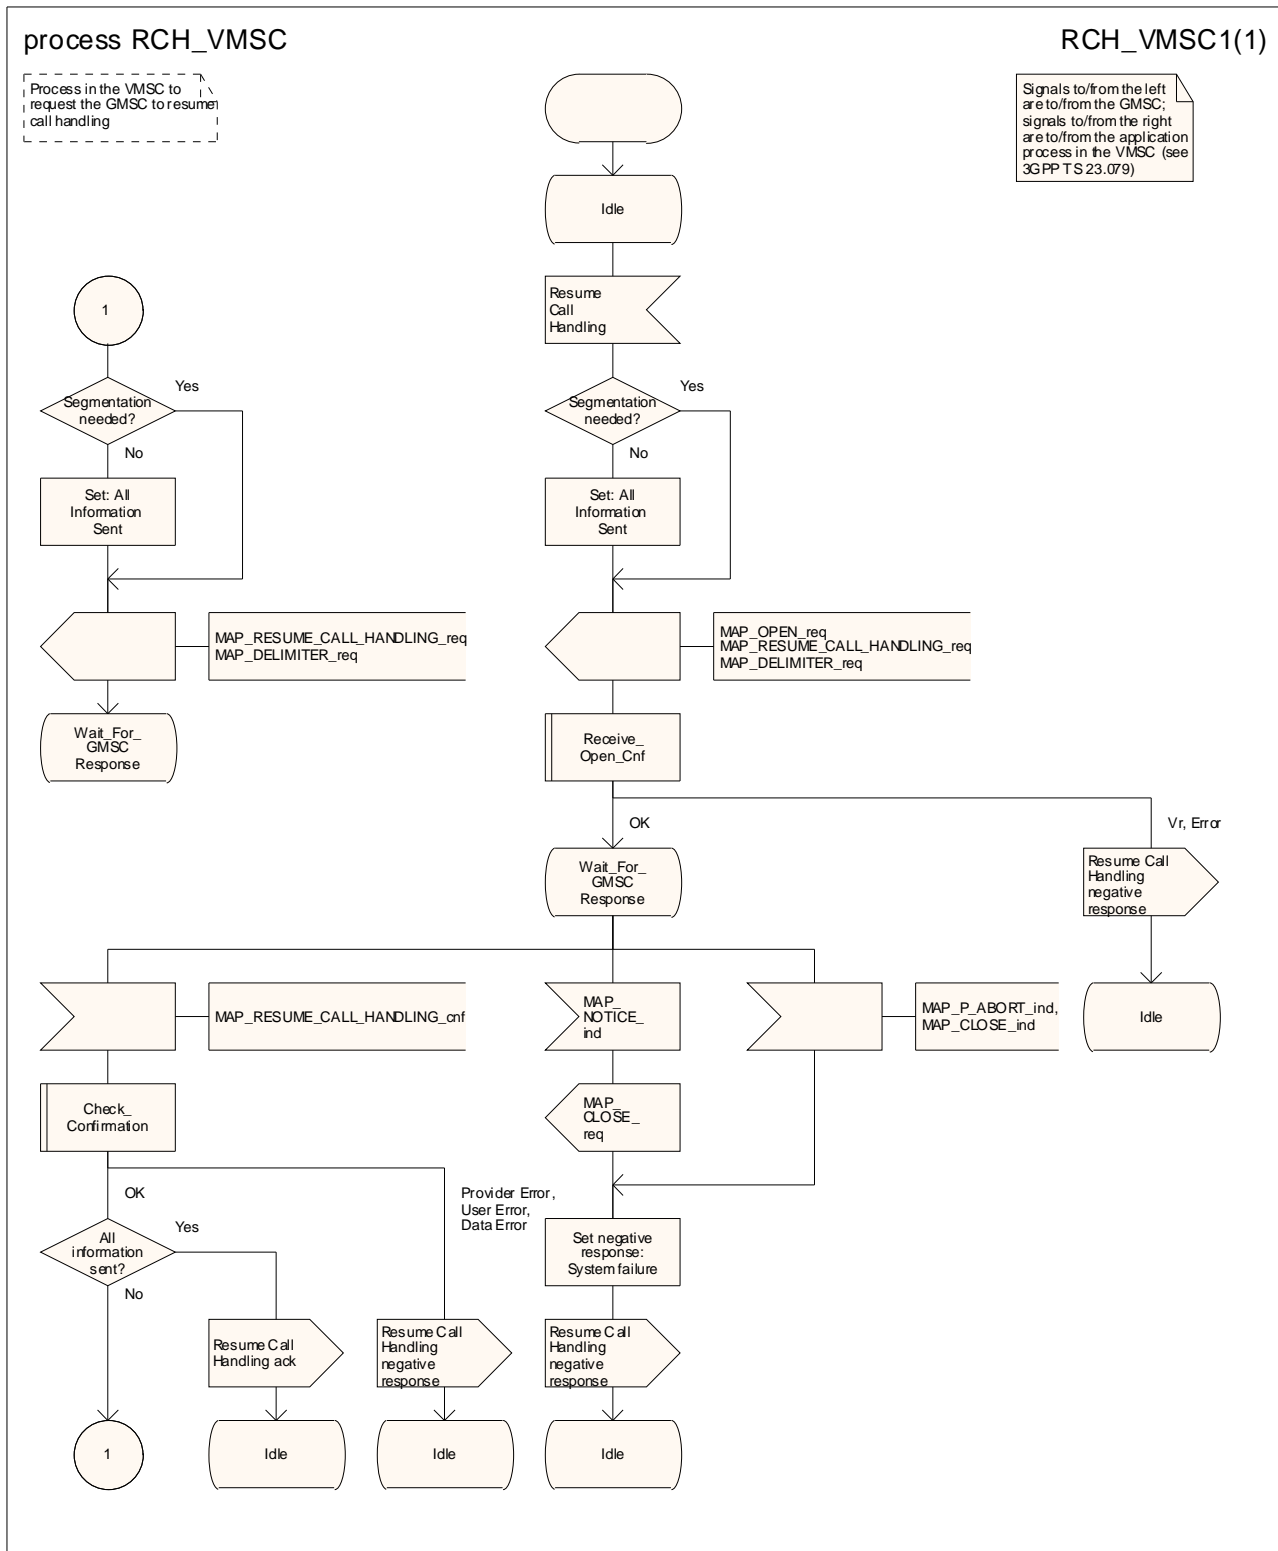 process RCH_VMSC
RCH_VMSC1(1)
Process in the VMSC to
request the GMSC to resume
call handling
Signals to/from the left
are to/from the GMSC;
signals to/from the right
are to/from the application
process in the VMSC (see
3GPP TS 23.079)
Idle
Resume
Call
Handling
1
Segmentation
needed?
Yes
No
Segmentation
needed?
Yes
No
Set: All
Information
Sent
Set: All
Information
Sent
MAP_RESUME_CALL_HANDLING_req
MAP_DELIMITER_req
MAP_OPEN_req
MAP_RESUME_CALL_HANDLING_req
MAP_DELIMITER_req
Wait_For_
GMSC
Response
Receive_
Open_Cnf
OK
Vr, Error
Wait_For_
GMSC
Response
Resume Call
Handling
negative
response
MAP_RESUME_CALL_HANDLING_cnf
MAP_
NOTICE_
ind
MAP_P_ABORT_ind,
MAP_CLOSE_ind
Idle
Check_
Confirmation
MAP_
CLOSE_
req
OK
Provider Error,
User Error,
Data Error
All
information
sent?
Yes
No
Set negative
response:
System failure
Resume Call
Handling ack
Resume Call
Handling
negative
response
Resume Call
Handling
negative
response
1
Idle
Idle
Idle